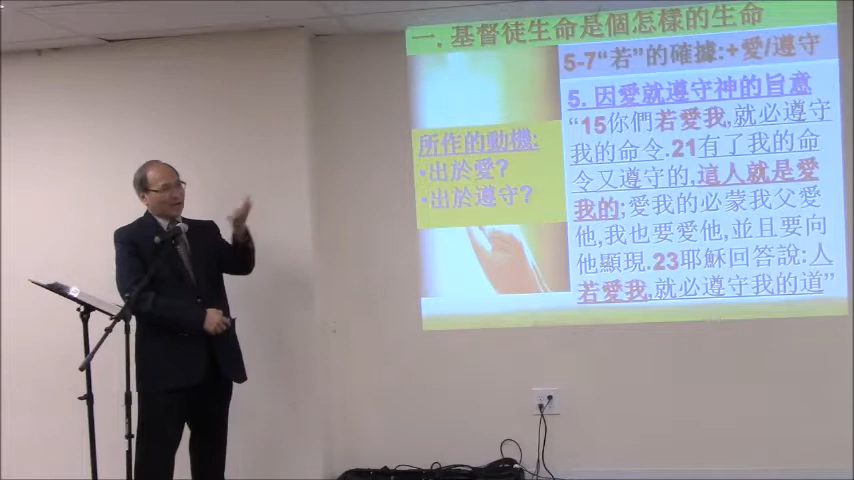 一. 基督徒生命是個怎樣的生命
5-7"若"的確據:+愛/遵守
所作的動機:
•出於愛?
•出於遵守?
5. 因愛就必遵守神的旨意
"15你們若愛我,就必遵守
我的命令.21有了我的命
令又遵守的,這人就是愛
我的;愛我的必蒙我父愛
他,我也要愛他,並且要向
他顯現.23耶穌回答說:人
若愛我,就必遵守我的道"